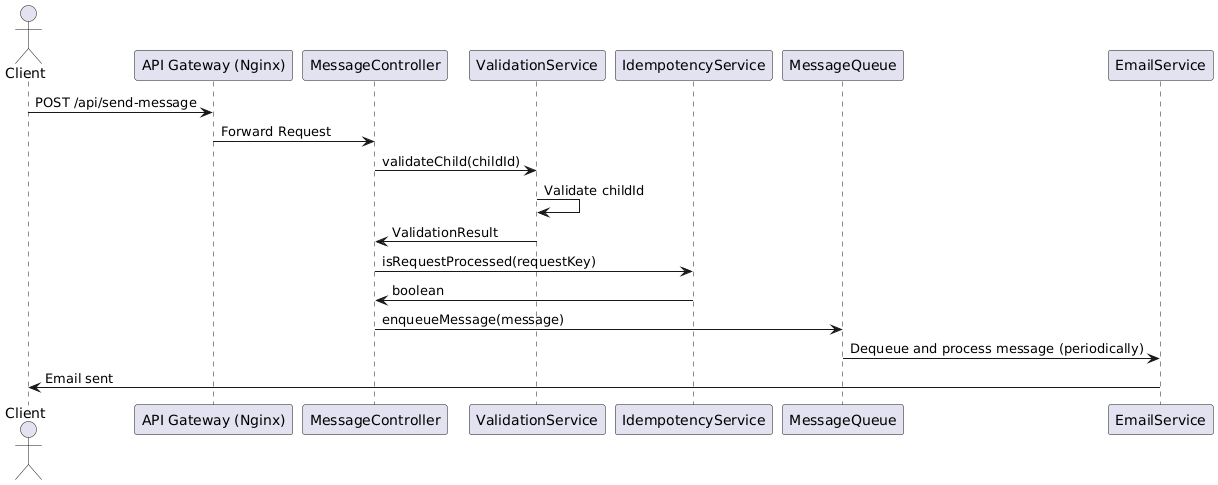 Client
API Gateway (Nginx)
MessageController
ValidationService
IdempotencyService
MessageQueue
EmailService
POST /api/send-message
Forward Request
validateChild(childId)
Validate childId
ValidationResult
isRequestProcessed(requestKey)
boolean
enqueueMessage(message)
Dequeue and process message (periodically)
Email sent
Client
API Gateway (Nginx)
MessageController
ValidationService
IdempotencyService
MessageQueue
EmailService